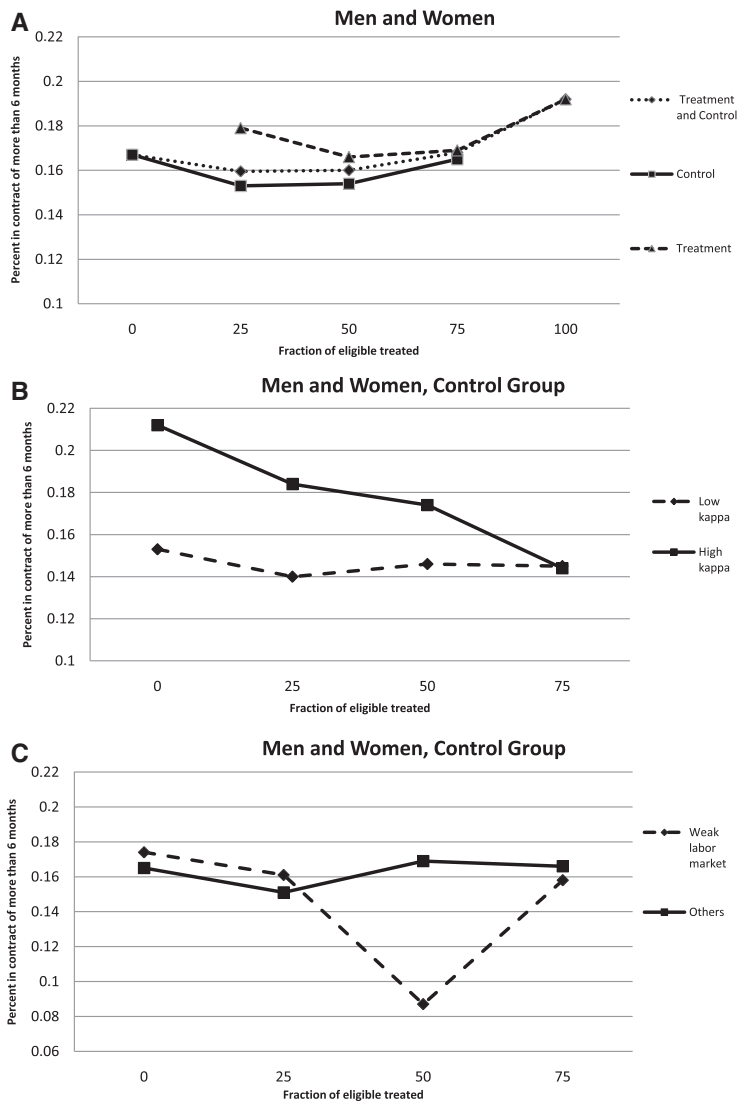 A
Men and Women
0.22
0.2
0.18
0.16
0.14
0.12
0.1
Percent in contract of more than 6 months
0
25
50
75
100
Fraction of eligible treated
Treatment
and Control
Control
Treatment
B
Men and Women, Control Group
0.22
0.2
0.18
0.16
0.14
0.12
0.1
Percent in contract of more than 6 months
0
25
50
75
Fraction of eligible treated
Low
kappa
High
kappa
C
Men and Women, Control Group
0.22
0.2
0.18
0.16
0.14
0.12
0.1
0.08
0.06
Percent in contract of more than 6 months
0
25
50
75
Fraction of eligible treated
Weak
labor
market
Others